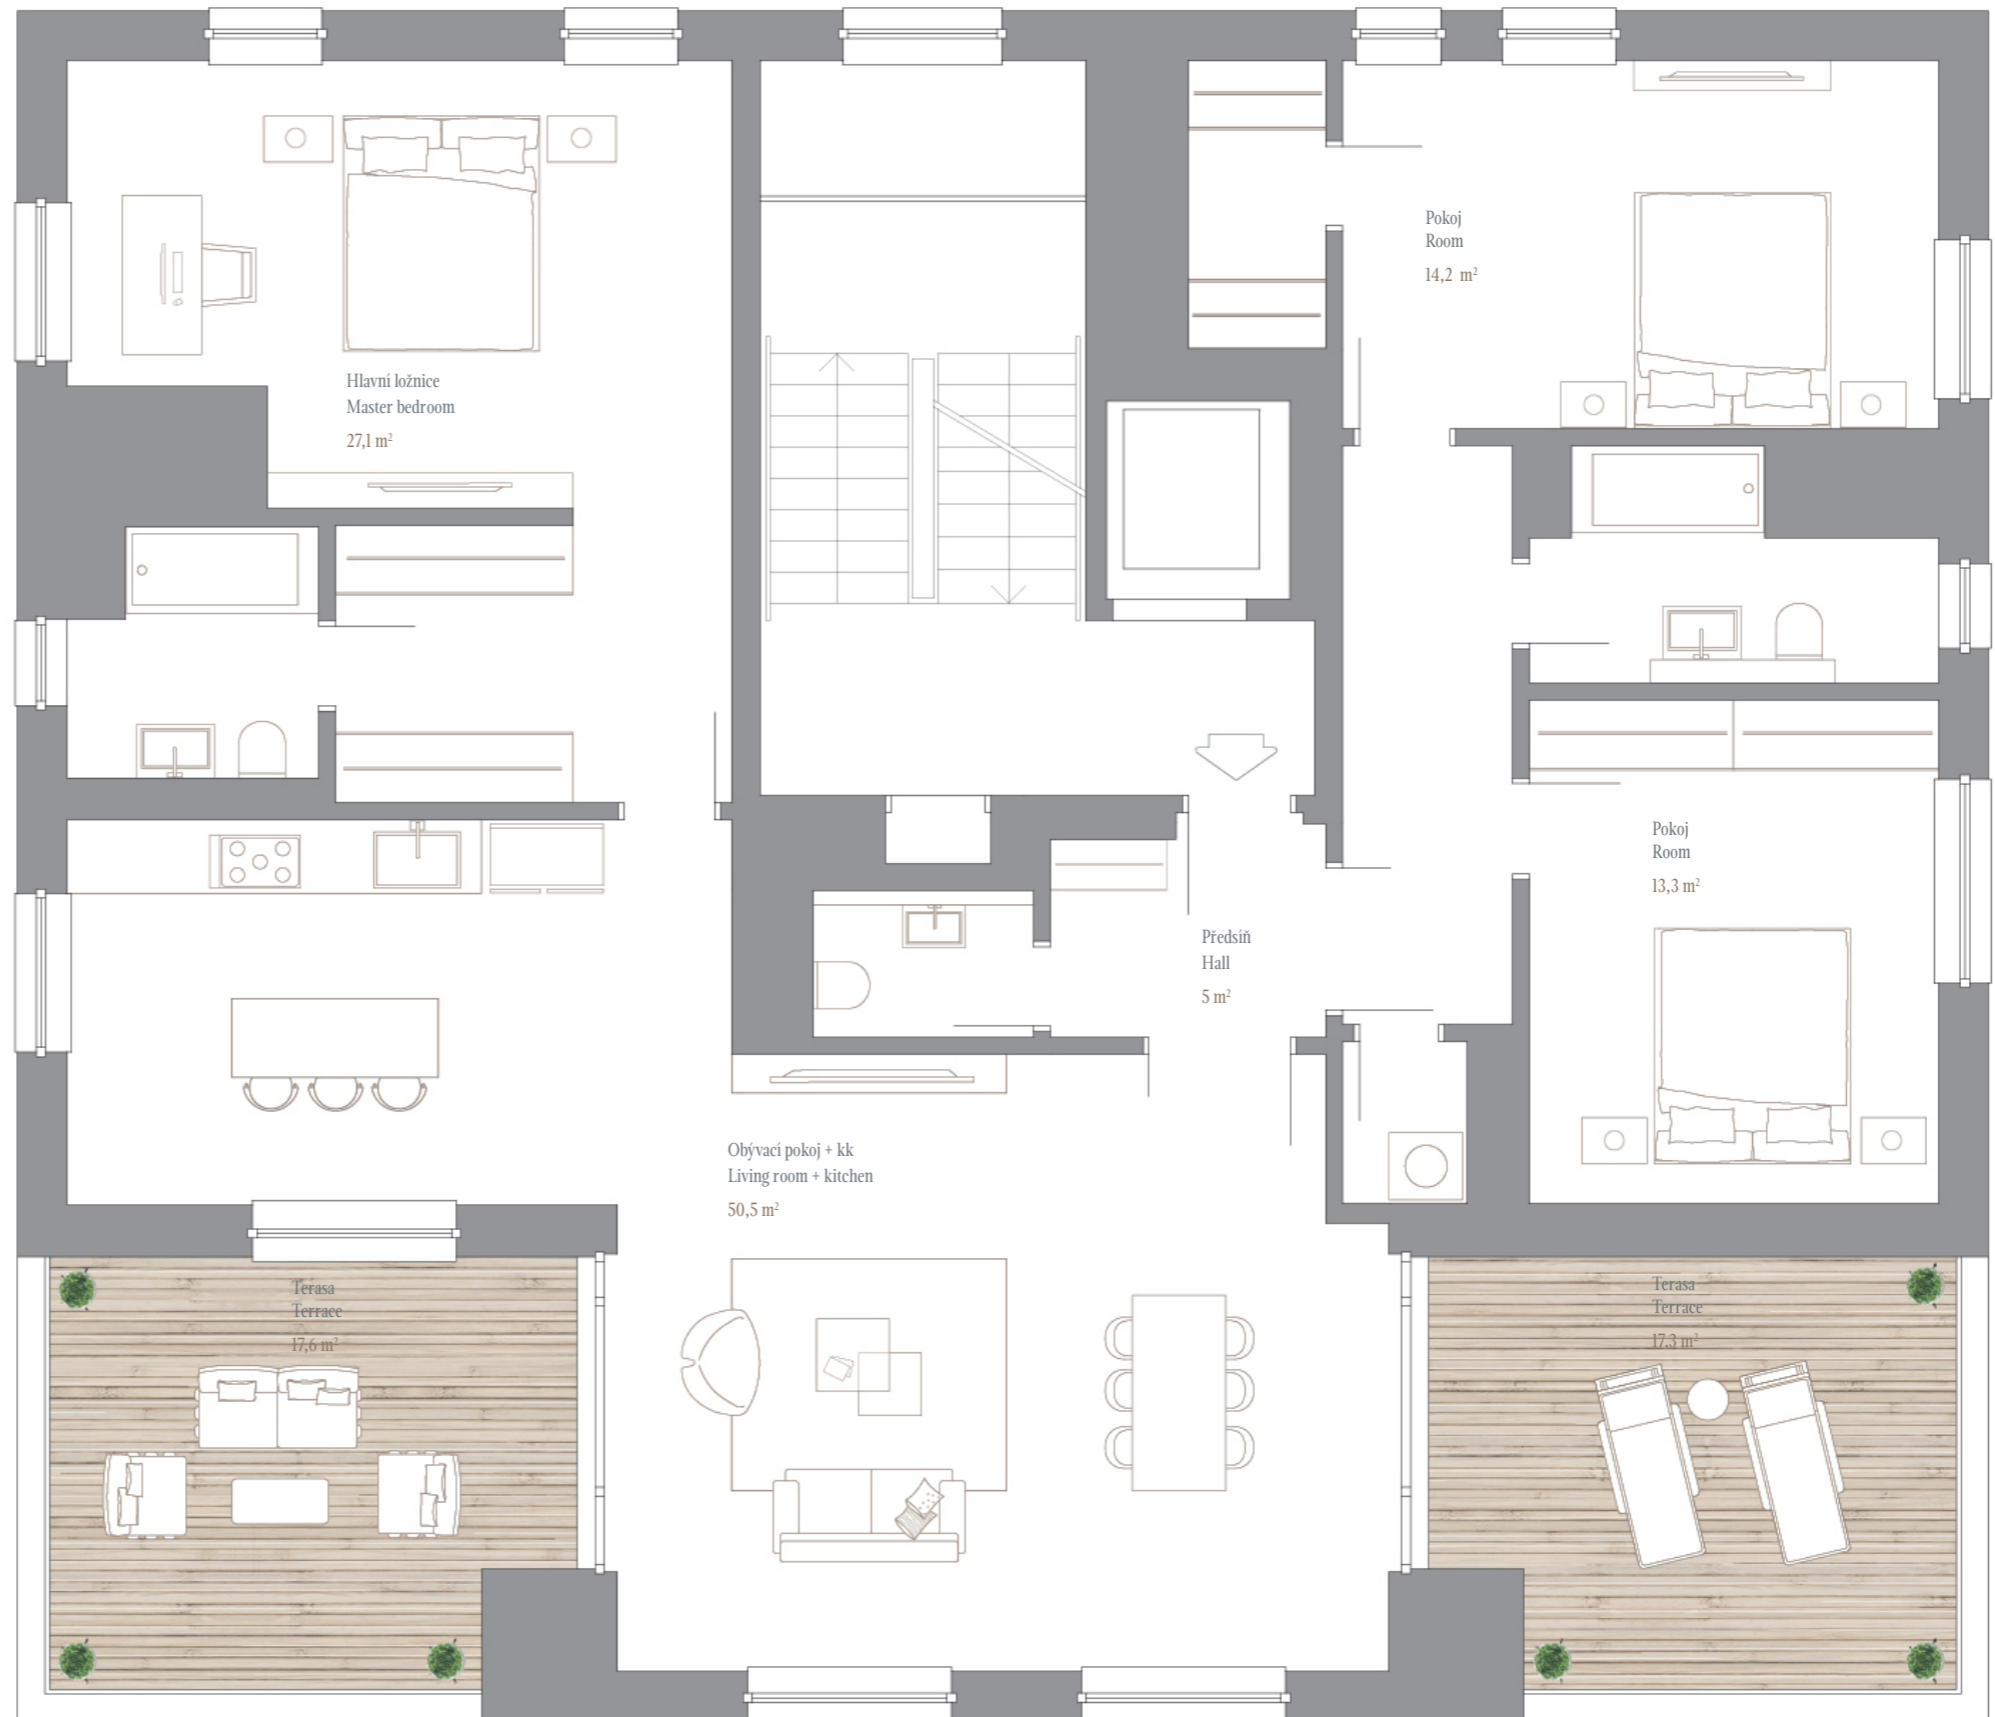 Pokoj
Room
14,2 m²
Hlavní ložnice
Master bedroom
27,1 m²
Pokoj
Room
13,3 m²
Předsíň
Hall
5 m²
Obývací pokoj + kk
Living room + kitchen
50,5 m²
Terasa
Terrace
17,6 m²
Terasa
Terrace
17.3 m²